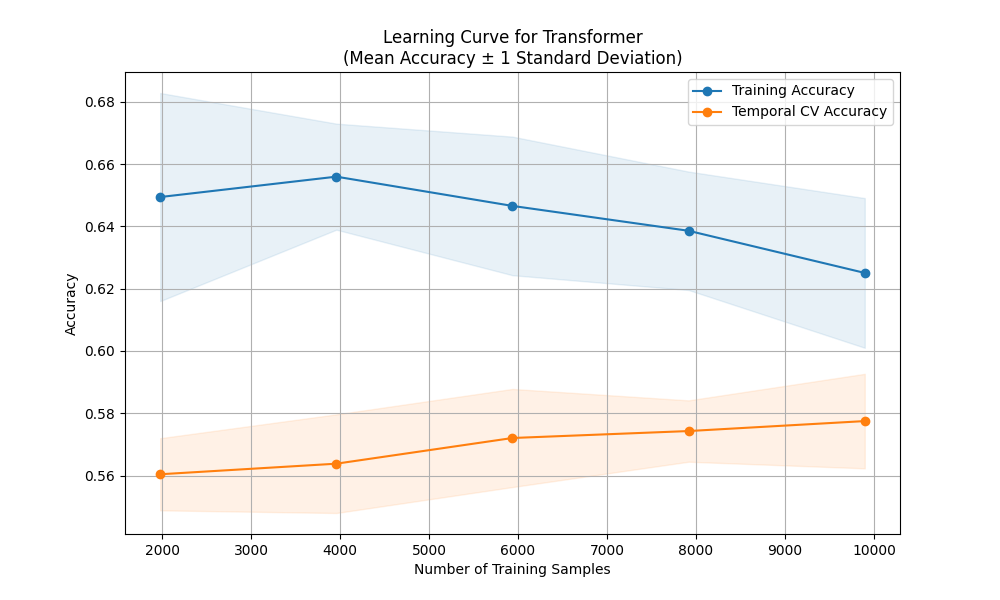 Learning Curve for Transformer
(Mean Accuracy ± 1 Standard Deviation)
Training Accuracy
Temporal CV Accuracy
Accuracy
0.68
0.66
0.64
0.62
0.60
0.58
0.56
2000 3000 4000 5000 6000 7000 8000 9000 10000
Number of Training Samples